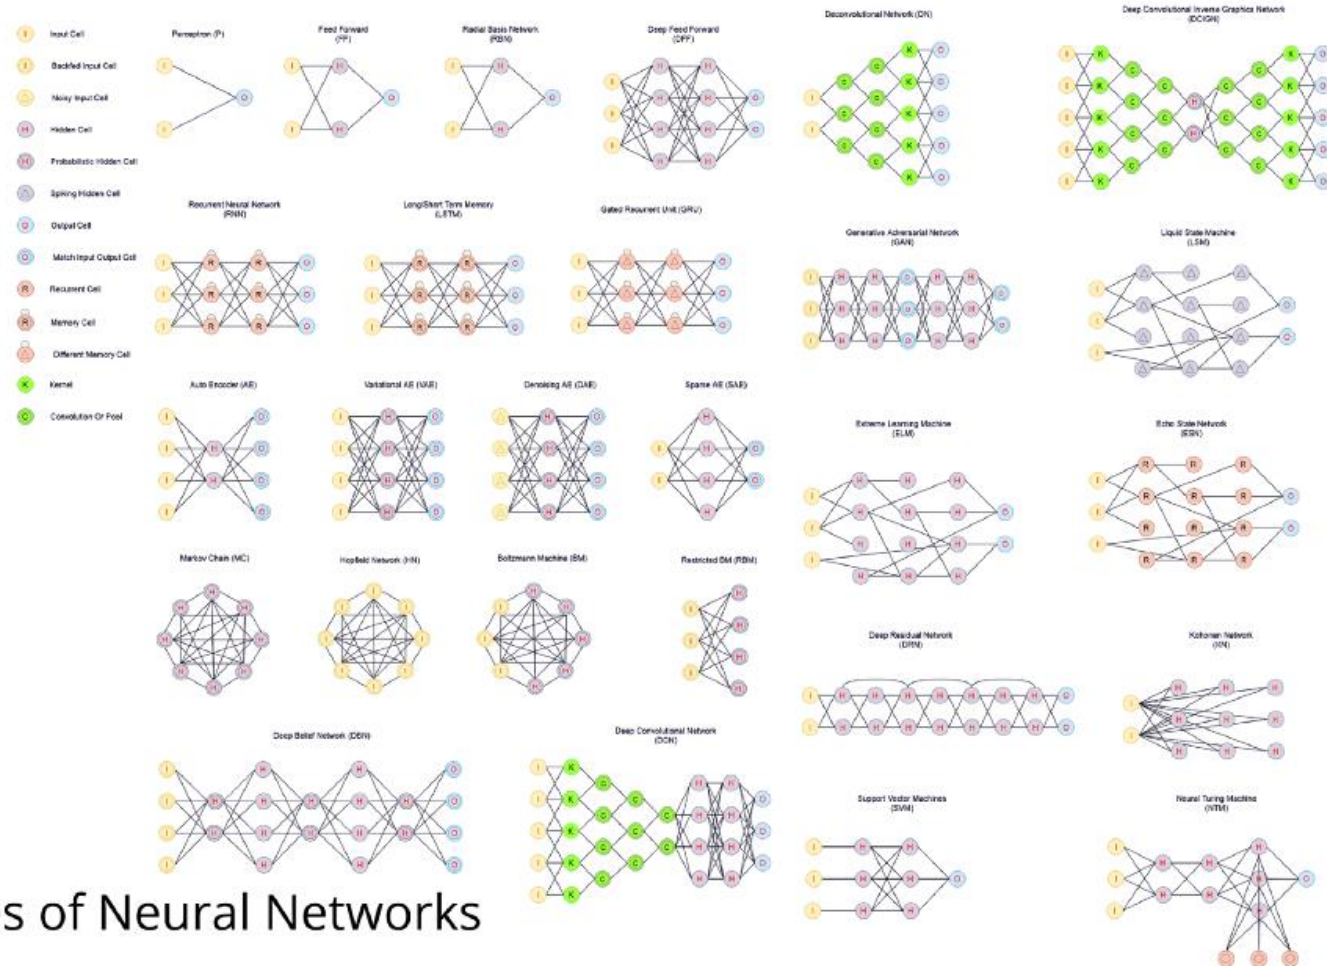 Input Cell
Backfed Input Cell
Noisy Input Cell
Hidden Cell
Probabilistic Hidden Cell
Spiking Hidden Cell
Output Cell
Match Input Output Cell
Recurrent Cell
Memory Cell
Different Memory Cell
Kernel
Convolution Or Pool
Perceptron (P)
Feed Forward
(FF)
Radial Basis Network
(RBN)
Deep Feed Forward
(DFF)
Deconvolutional Network (DN)
Deep Convolutional Inverse Graphics Network
(DCIGN)
Recurrent Neural Network
(RNN)
Long/Short Term Memory
(LSTM)
Gated Recurrent Unit (GRU)
Generative Adversarial Network
(GAN)
Liquid State Machine
(LSM)
Auto Encoder (AE)
Variational AE (VAE)
Denoising AE (DAE)
Sparse AE (SAE)
Extreme Learning Machine
(ELM)
Echo State Network
(ESN)
Markov Chain (MC)
Hopfield Network (HN)
Boltzmann Machine (BM)
Restricted BM (RBM)
Deep Residual Network
(DRN)
Kohonen Network
(KN)
Deep Belief Network (DBN)
Deep Convolutional Network
(DCN)
Support Vector Machines
(SVM)
Neural Turing Machine
(NTM)
s of Neural Networks